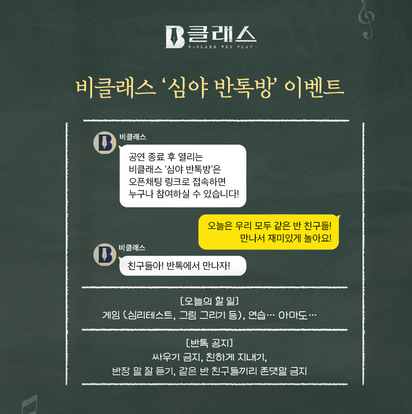 B클래스
B-CLASS THE PLAY
비클래스 ‘심야 반톡방’ 이벤트
비클래스
공연 종료 후 열리는
비클래스 '심야 반톡방'은
오픈채팅 링크로 접속하면
누구나 참여하실 수 있습니다!
오늘은 우리 모두 같은 반 친구들!
만나서 재미있게 놀아요!
비클래스
친구들아! 반톡에서 만나자!
[오늘의 할 일]
게임 (심리테스트, 그림 그리기 등), 연습… 아마도…
[반톡 공지]
싸우기 금지, 친하게 지내기,
반장 말 잘 듣기, 같은 반 친구들끼리 존댓말 금지